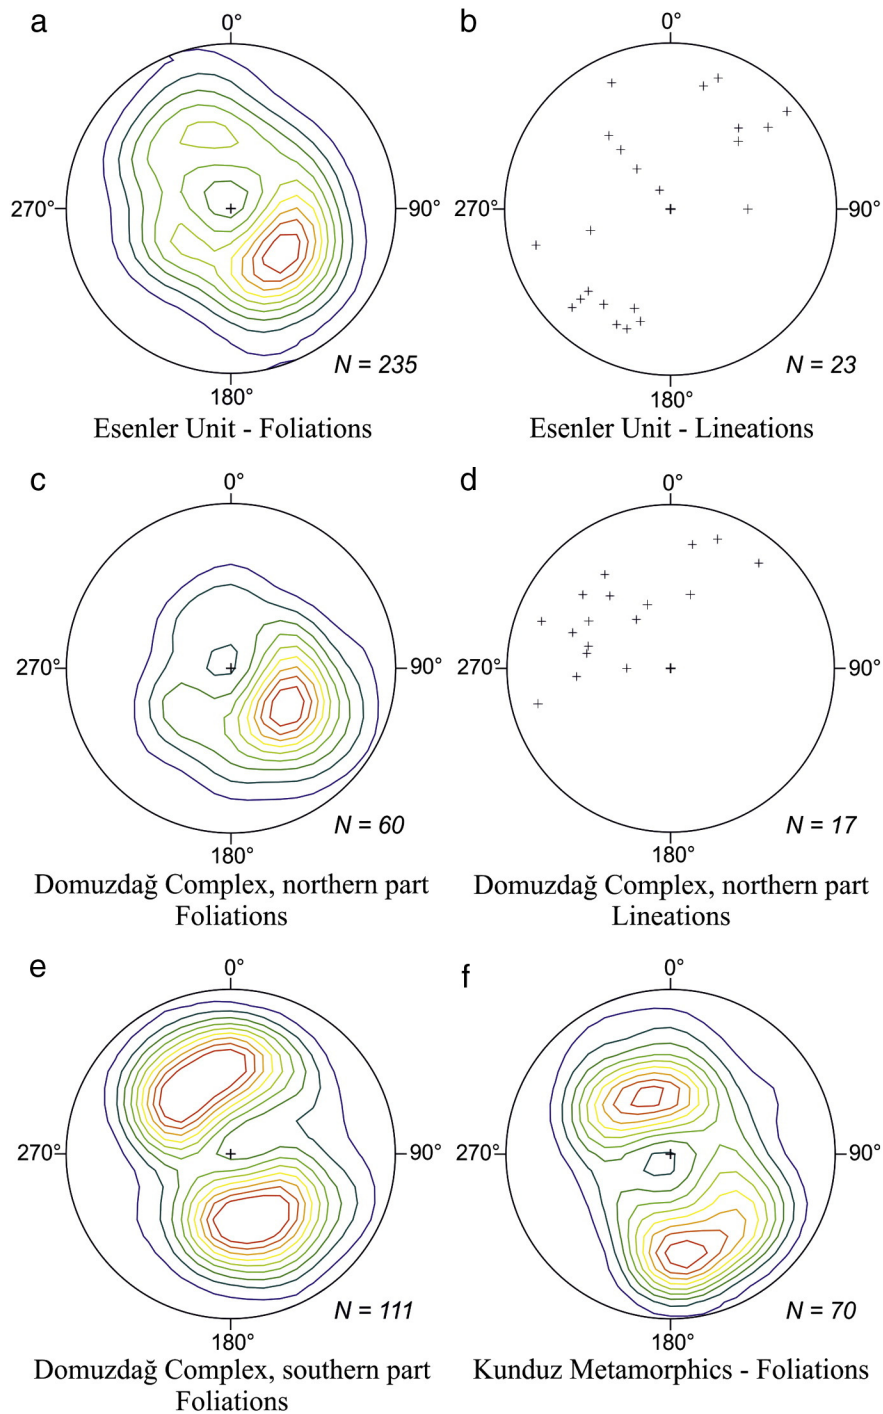 a
0°
270°
90°
180°
N = 235
Esenler Unit - Foliations
b
0°
270°
90°
180°
N = 23
Esenler Unit - Lineations
c
0°
270°
90°
180°
N = 60
Domuzdağ Complex, northern part
Foliations
d
0°
270°
90°
180°
N = 17
Domuzdağ Complex, northern part
Lineations
e
0°
270°
90°
180°
N = 111
Domuzdağ Complex, southern part
Foliations
f
0°
270°
90°
180°
N = 70
Kunduz Metamorphics - Foliations